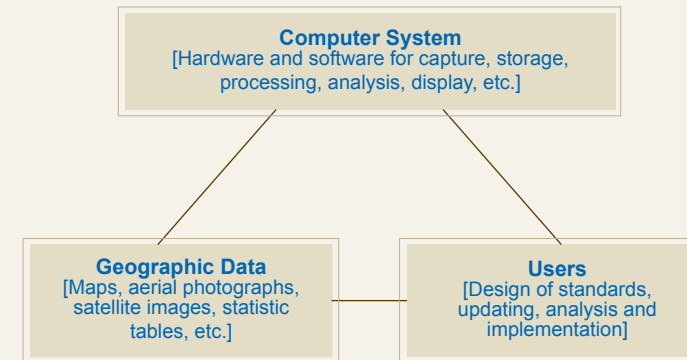 Computer System
[Hardware and software for capture, storage,
processing, analysis, display, etc.]
Geographic Data
[Maps, aerial photographs,
satellite images, statistic
tables, etc.]
Users
[Design of standards,
updating, analysis and
implementation]